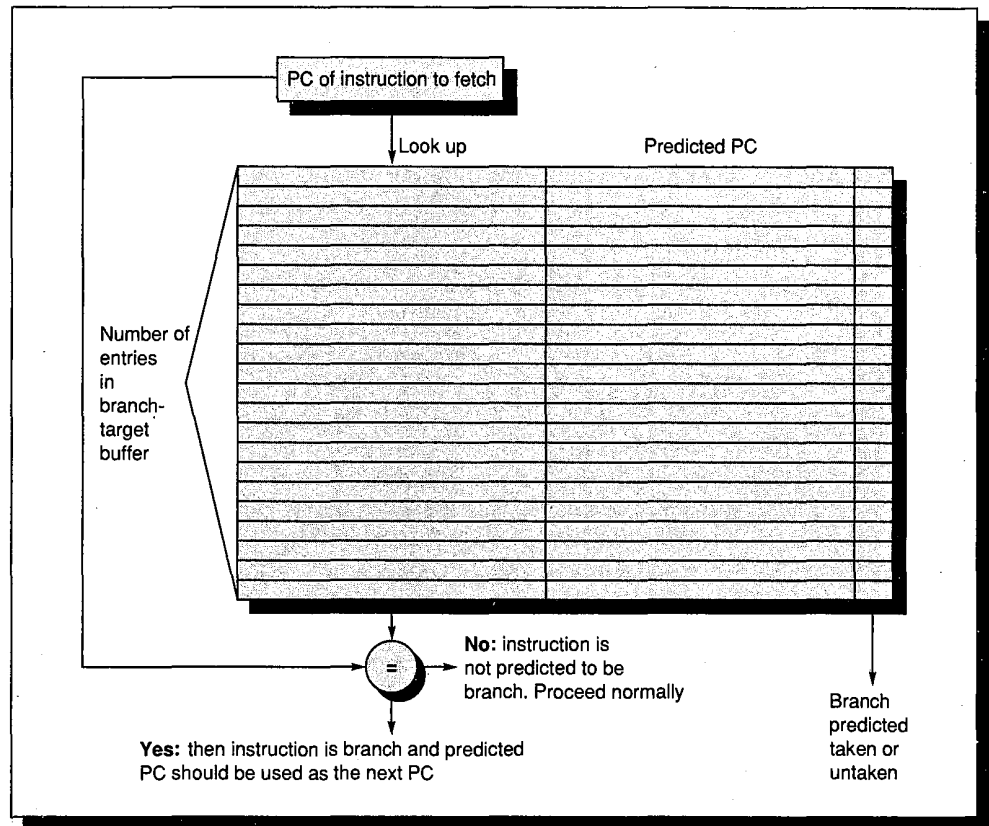 PC of instruction to fetch
Look up
Predicted PC
Number of
entries
in
branch-
target
buffer
=
No: instruction is
not predicted to be
branch. Proceed normally
Yes: then instruction is branch and predicted
PC should be used as the next PC
Branch
predicted
taken or
untaken